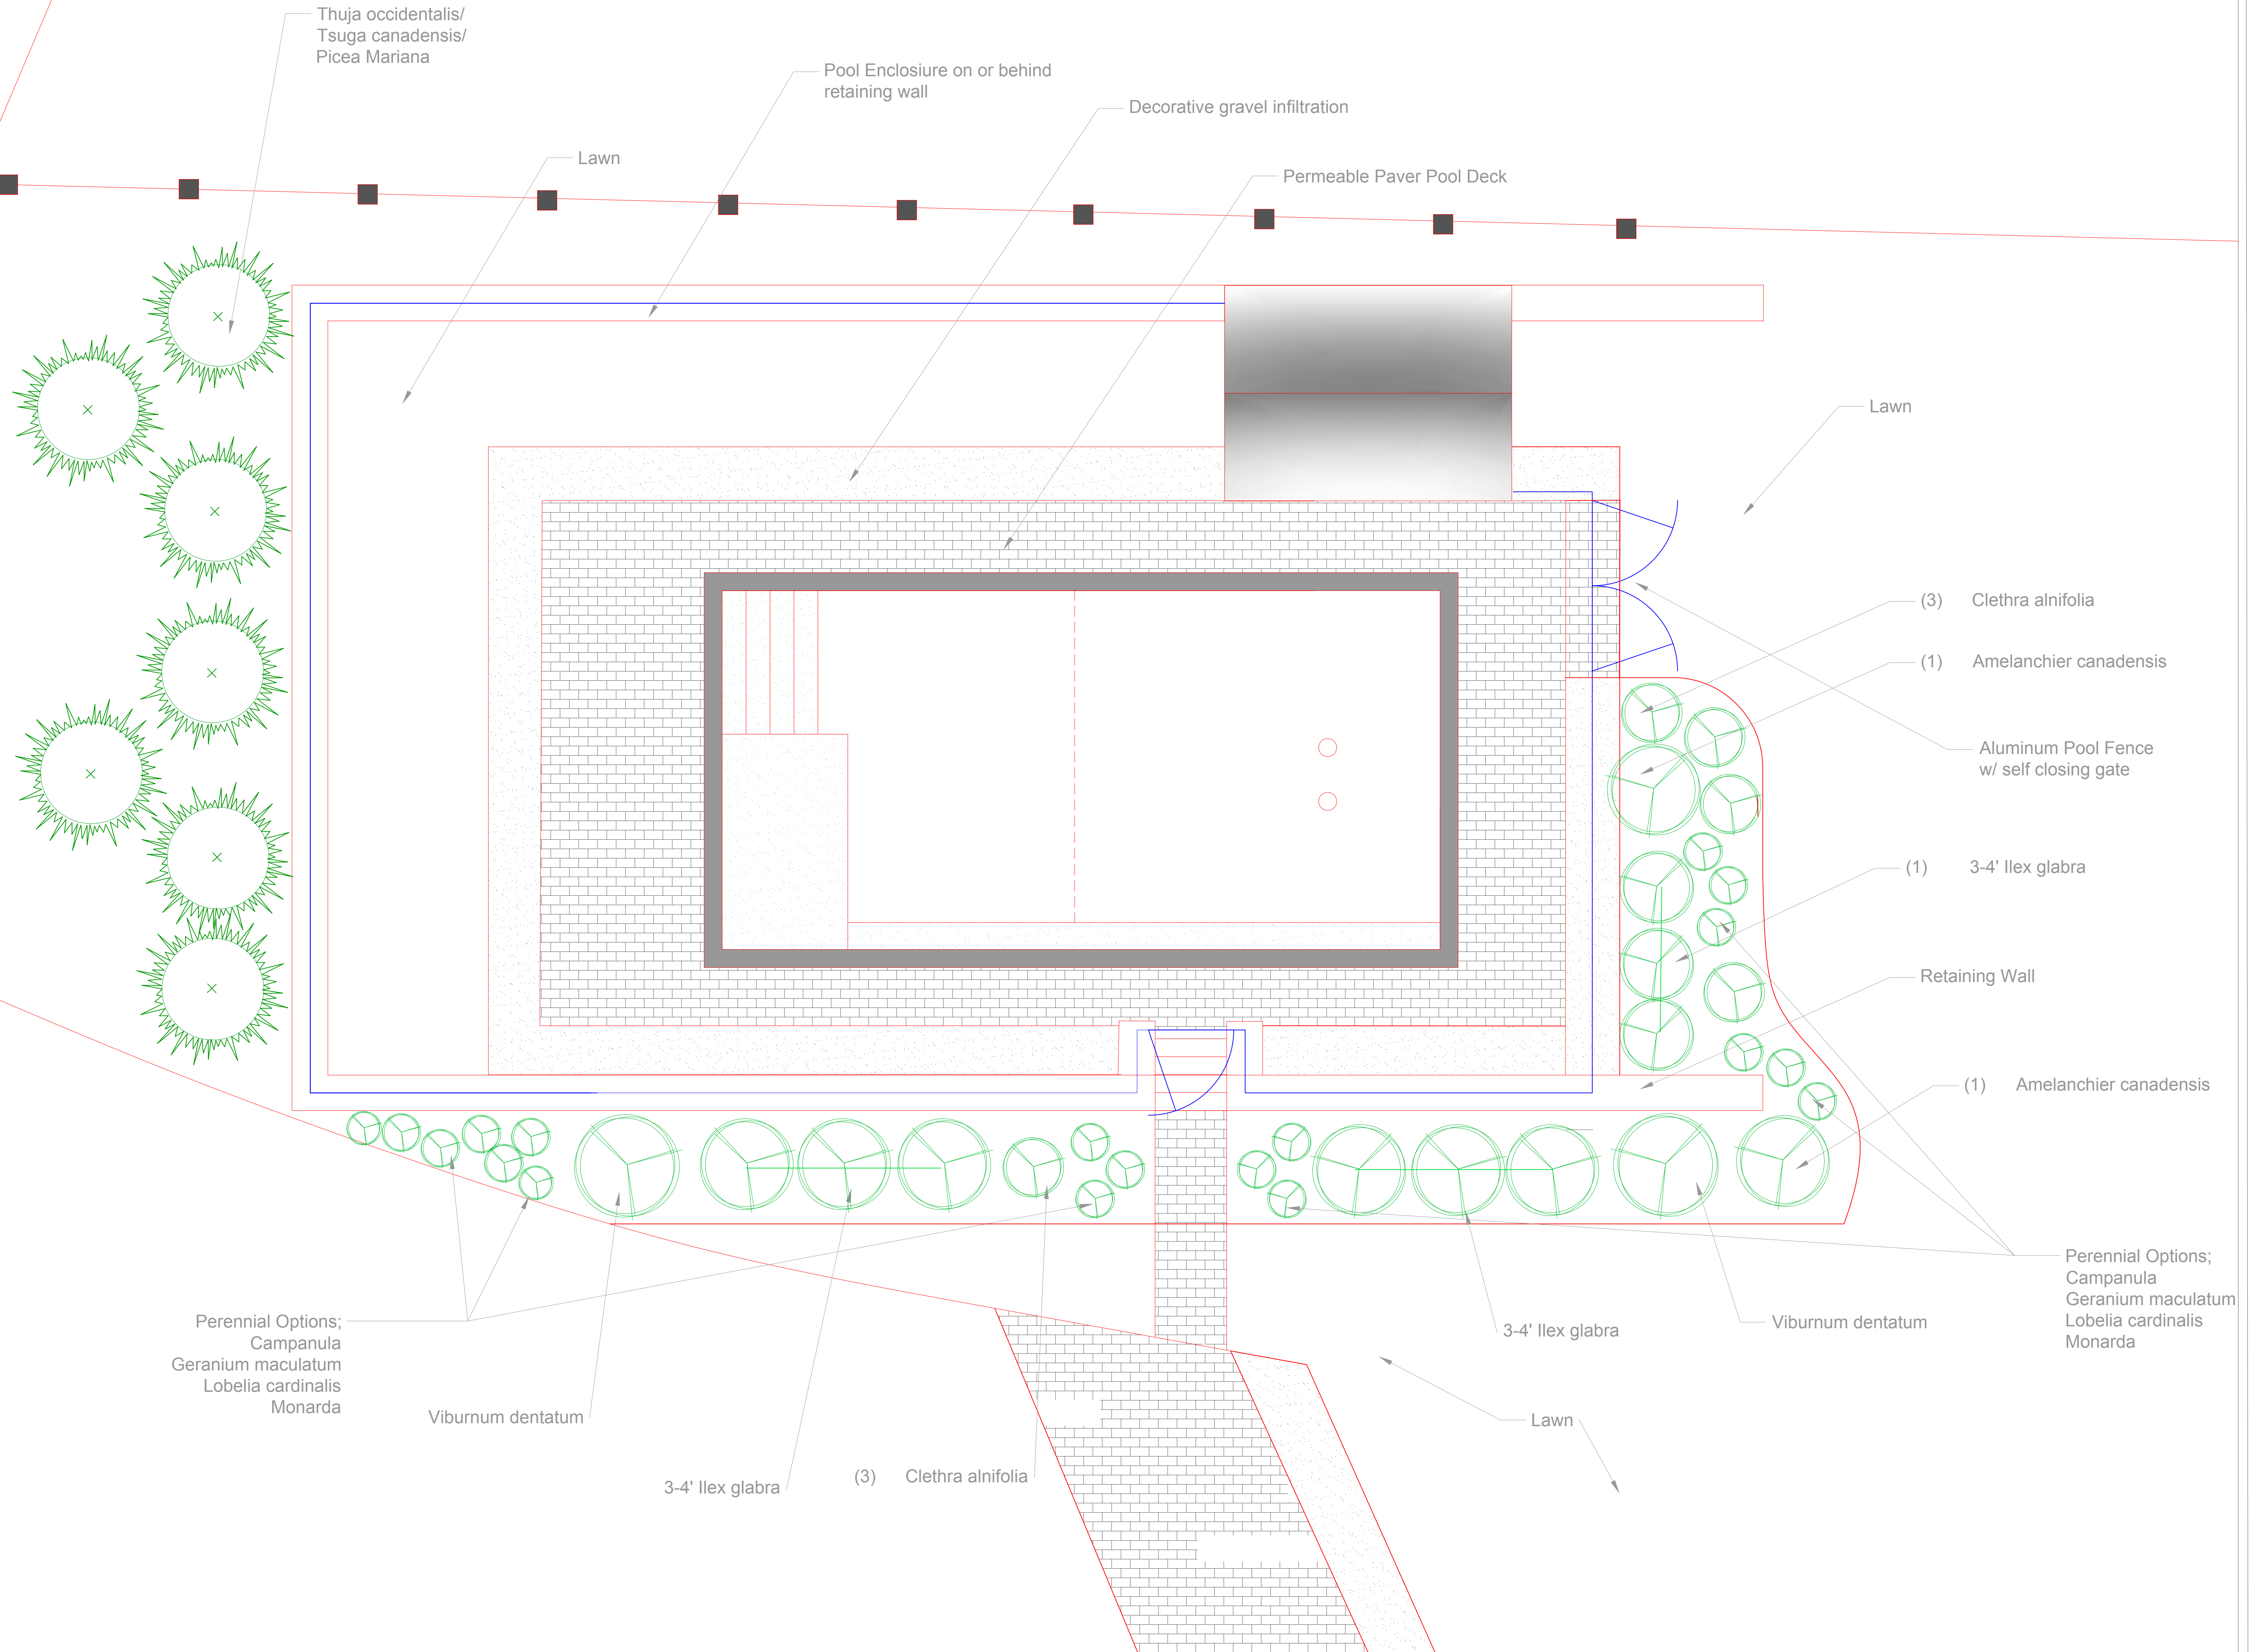 Thuja occidentalis/
Tsuga canadensis/
Picea Mariana
Pool Enclosiure on or behind
retaining wall
Decorative gravel infiltration
Lawn
Permeable Paver Pool Deck
Lawn
(3) Clethra alnifolia
(1) Amelanchier canadensis
Aluminum Pool Fence
w/ self closing gate
(1) 3-4' Ilex glabra
Retaining Wall
(1) Amelanchier canadensis
Perennial Options;
Campanula
Geranium maculatum
Lobelia cardinalis
Monarda
Perennial Options;
Campanula
Geranium maculatum
Lobelia cardinalis
Monarda
Viburnum dentatum
3-4' Ilex glabra
(3) Clethra alnifolia
3-4' Ilex glabra
Viburnum dentatum
Lawn